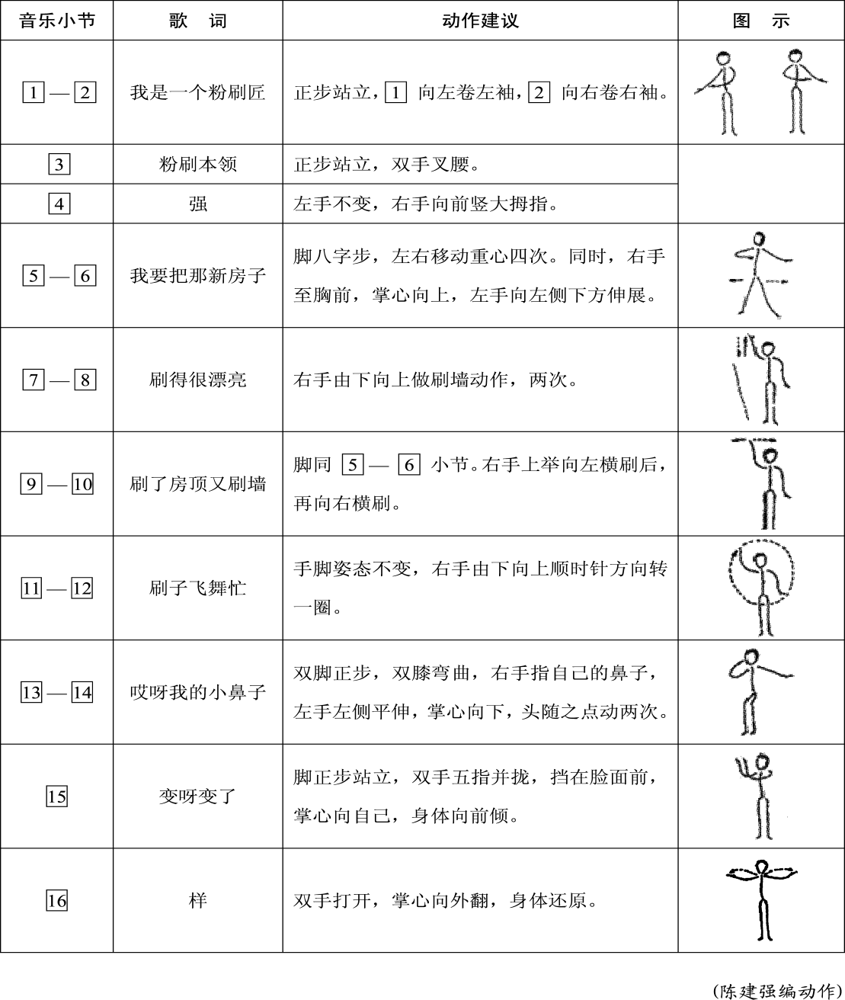 音乐小节 歌 词 动作建议 图 示
1 — 2 我是一个粉刷匠 正步站立，1 向左卷左袖，2 向右卷右袖。
3 粉刷本领 正步站立，双手叉腰。
4 强 左手不变，右手向前竖大拇指。
5 — 6 我要把那新房子 脚八字步，左右移动重心四次。同时，右手
至胸前，掌心向上，左手向左侧下方伸展。
7 — 8 刷得很漂亮 右手由下向上做刷墙动作，两次。
9 — 10 刷了房顶又刷墙 脚同 5 — 6 小节。右手上举向左横刷后，
再向右横刷。
11 — 12 刷子飞舞忙 手脚姿态不变，右手由下向上顺时针方向转
一圈。
13 — 14 哎呀我的小鼻子 双脚正步，双膝弯曲，右手指自己的鼻子，
左手左侧平伸，掌心向下，头随之点动两次。
15 变呀变了 脚正步站立，双手五指并拢，挡在脸面前，
掌心向自己，身体向前倾。
16 样 双手打开，掌心向外翻，身体还原。
(陈建强编动作)